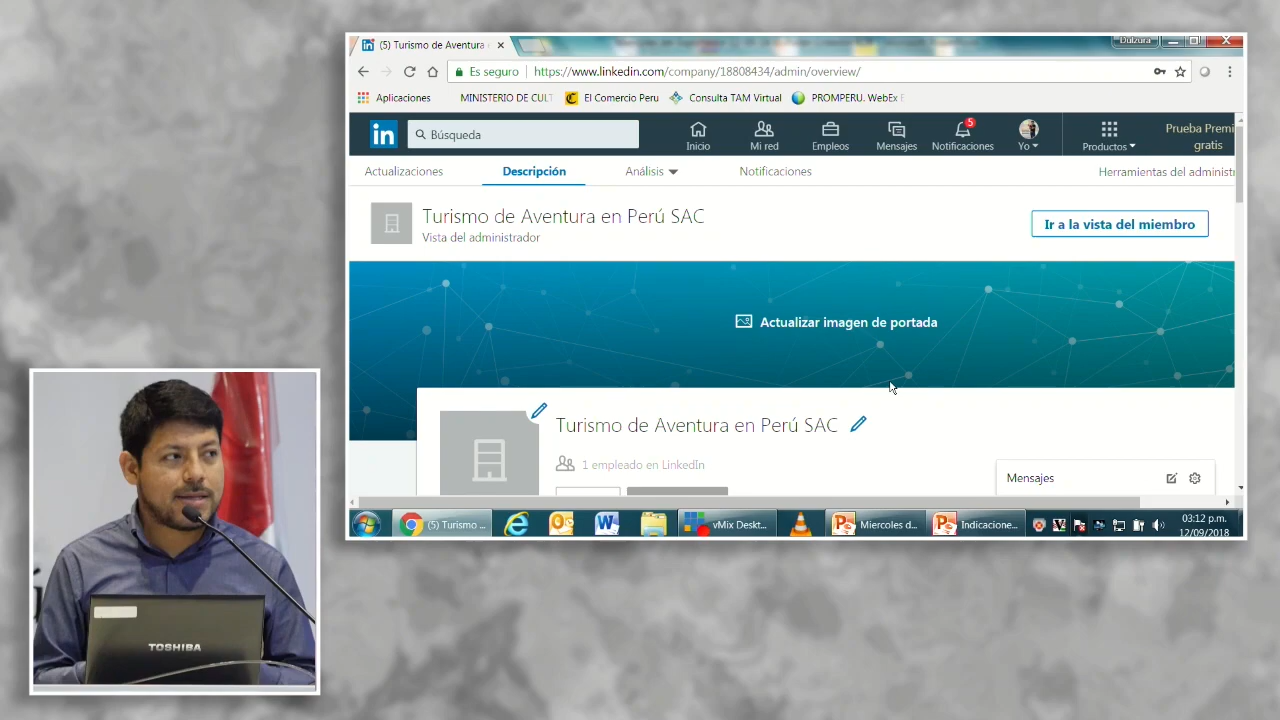 (5) Turismo de Aventura
Dulzura
Es seguro
https://www.linkedin.com/company/18808434/admin/overview/
Aplicaciones
MINISTERIO DE CULT
El Comercio Peru
Consulta TAM Virtual
PROMPERU. WebEx E
in
Búsqueda
Inicio
Mi red
Empleos
Mensajes
5
Notificaciones
Yo
Productos
Prueba Premi
gratis
Actualizaciones
Descripción
Análisis
Notificaciones
Herramientas del administr
Turismo de Aventura en Perú SAC
Vista del administrador
Ir a la vista del miembro
Actualizar imagen de portada
Turismo de Aventura en Perú SAC
1 empleado en LinkedIn
Mensajes
(5) Turismo ...
vMix Deskt...
Miercoles d...
Indicacione...
03:12 p.m.
12/09/2018
TOSHIBA